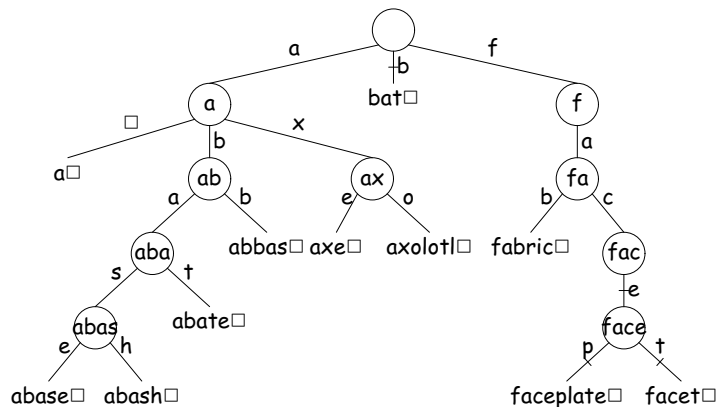 a f
b
bat□
a f
□ x
b a
a□ ab ax fa
a b e o b c
aba abbas□ axe□ axolotl□ fabric□ fac
s t e
abas abate□ face
e h p t
abase□ abash□ faceplate□ facet□